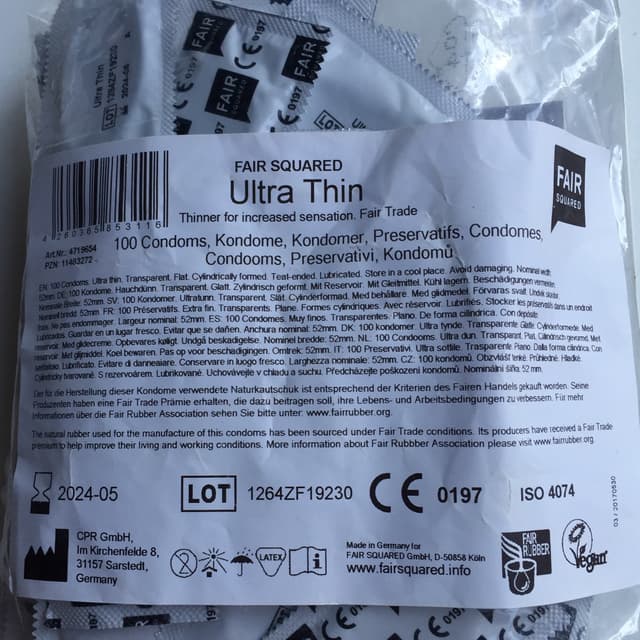 Ultra Thin
LOT
FAIR
SQUARED
CE 0197
FAIR SQUARED
Ultra Thin
Thinner for increased sensation. Fair Trade
100 Condoms, Kondome, Kondomer, Preservatifs, Condomes,
Condooms, Preservativi, Kondomů
4 260365 853116
Art.Nr.: 4719654
PZN: 11483272 -
FAIR
SQUARED
EN: 100 Condoms. Ultra thin. Transparent. Flat. Cylindrically formed. Teat-ended. Lubricated. Store in a cool place. Avoid damaging. Nominal width
52mm. DE: 100 Kondome. Hauchdünn. Transparent. Glatt. Zylindrisch geformt. Mit Reservoir. Mit Gleitmittel. Kühl lagern. Beschädigungen vermeiden
Nominale Breite: 52mm. SV: 100 Kondomer. Ultratunn. Transparent. Slät. Cylinderformad. Med behållare. Med glidmedel. Förvaras svalt. Undvik skador.
Nominell bredd: 52mm. FR: 100 Préservatifs. Extra fin. Transparents. Plane. Formes cylindriques. Avec réservoir. Lubrifiés. Stocker les préservatifs dans un endroit
frais. Ne pas endommager. Largeur nominal: 52mm. ES: 100 Condomes. Muy finos. Transparentes. Plano. De forma cilíndrica. Con depósito
Lubricados. Guardar en un lugar fresco. Evitar que se dañen. Anchura nominal: 52mm. DK: 100 kondomer. Ultra tynde. Transparente Glatte Cylinderformede. Med
reservoir. Med glidecreme. Opbevares køligt. Undgå beskadigelse. Nominel bredde: 52mm. NL: 100 Condooms. Ultra dun. Transparant. Plat. Cilindrisch gevormd. Met
reservoir. Met glijmiddel. Koel bewaren. Pas op voor beschadigingen. Omtrek: 52mm. IT: 100 Preservativi. Ultra sottile. Trasparente. Piano. Dalla forma cilindrica. Con
serbatoio. Lubrificato. Evitare di danneggiare. Conservare in luogo fresco. Larghezza nominale: 52mm. CZ: 100 kondomů. Obzvlášť tenké. Průhledné. Hladké.
Cylindricky tvarované. S rezervoárem. Lubrikované. Uchovávejte v chladu a suchu. Předcházejte poškození kondomů. Nominální šířka: 52 mm.
Der für die Herstellung dieser Kondome verwendete Naturkautschuk ist entsprechend der Kriterien des Fairen Handels gekauft worden. Seine
Produzenten haben eine Fair Trade Prämie erhalten, die dazu beitragen soll, ihre Lebens- und Arbeitsbedingungen zu verbessern. Für mehr
Informationen über die Fair Rubber Association sehen Sie bitte unter: www.fairrubber.org.
The natural rubber used for the manufacture of this condoms has been sourced under Fair Trade conditions. Its producers have received a Fair Trade
premium to help improve their living and working conditions. More information about Fair Rubbber Association please visit www.fairrubber.org
2024-05
LOT 1264ZF19230
CE 0197
ISO 4074
03 / 20170530
CPR GmbH,
Im Kirchenfelde 8,
31157 Sarstedt,
Germany
LATEX
i
Made in Germany for
FAIR SQUARED GmbH, D-50858 Köln
www.fairsquared.info
FAIR
RUBBER
Vegan